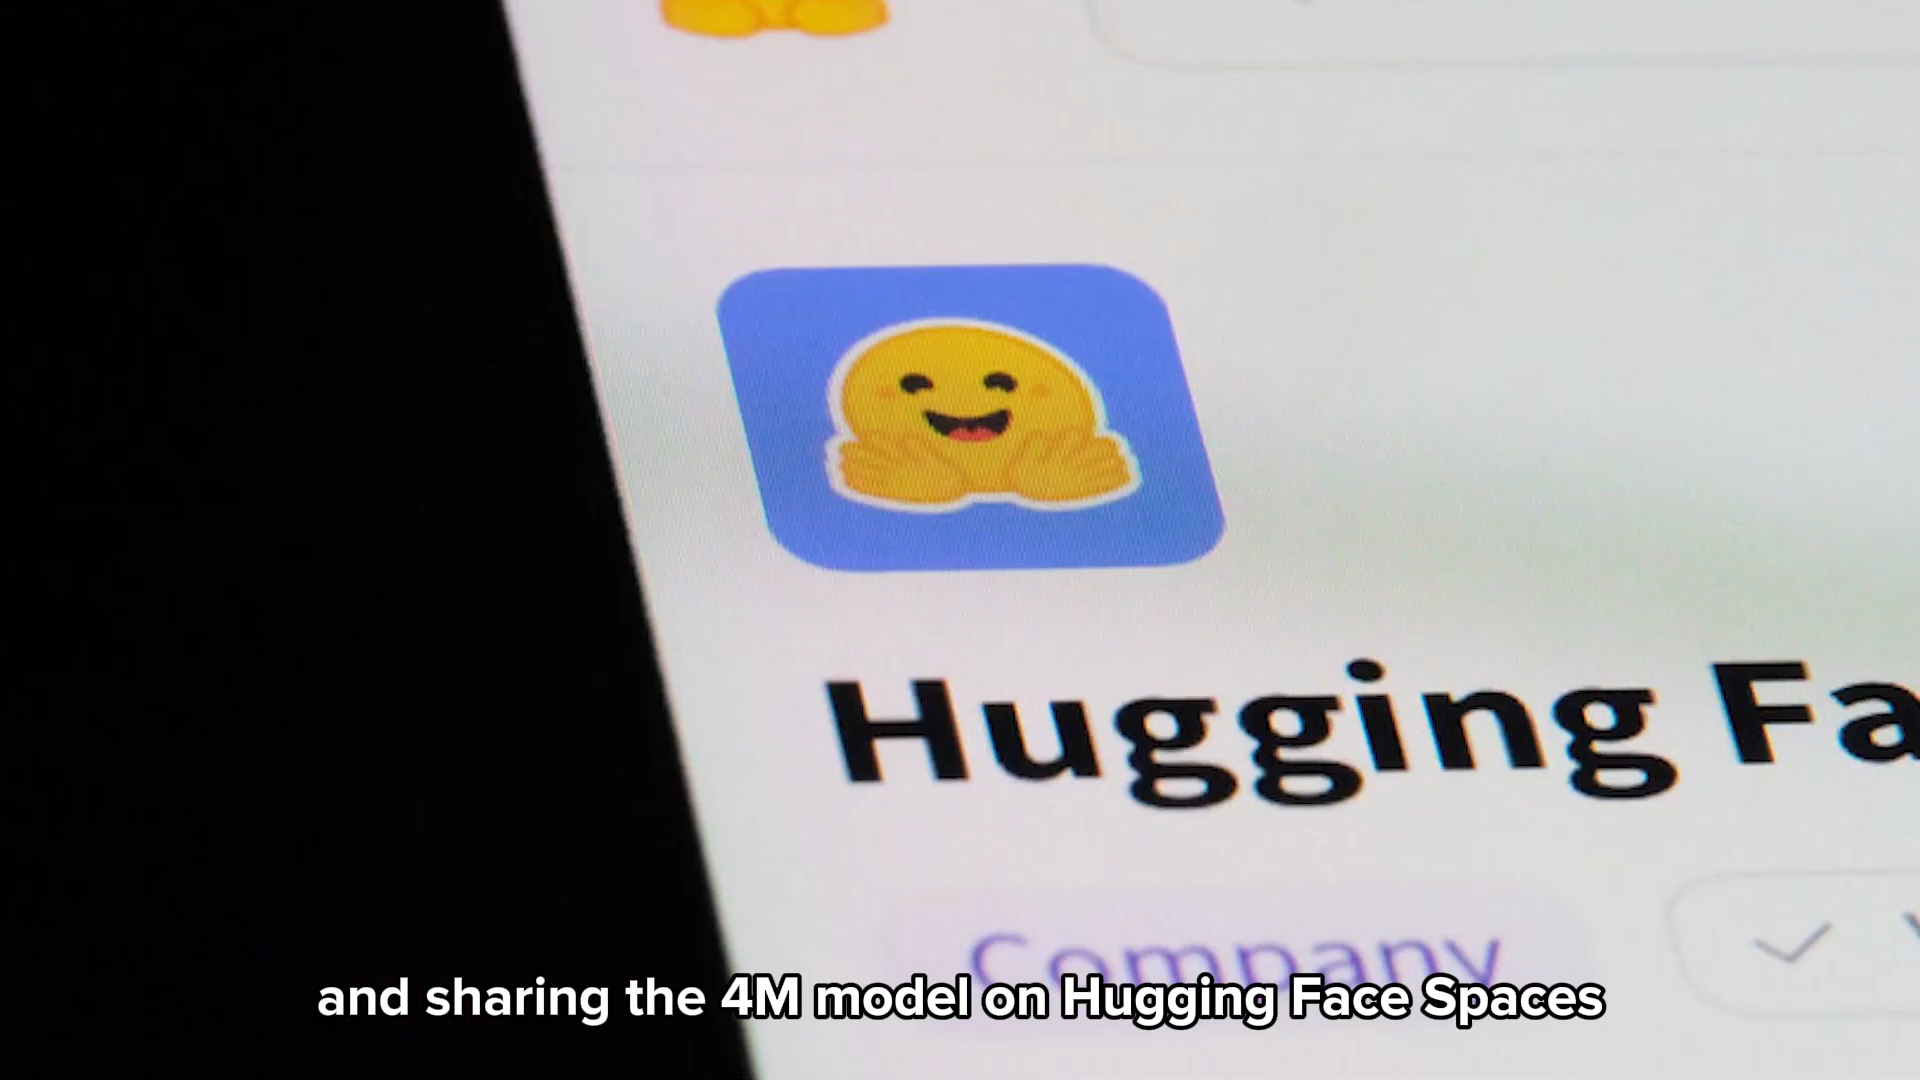 Hugging Fa
Company
and sharing the 4M model on Hugging Face Spaces